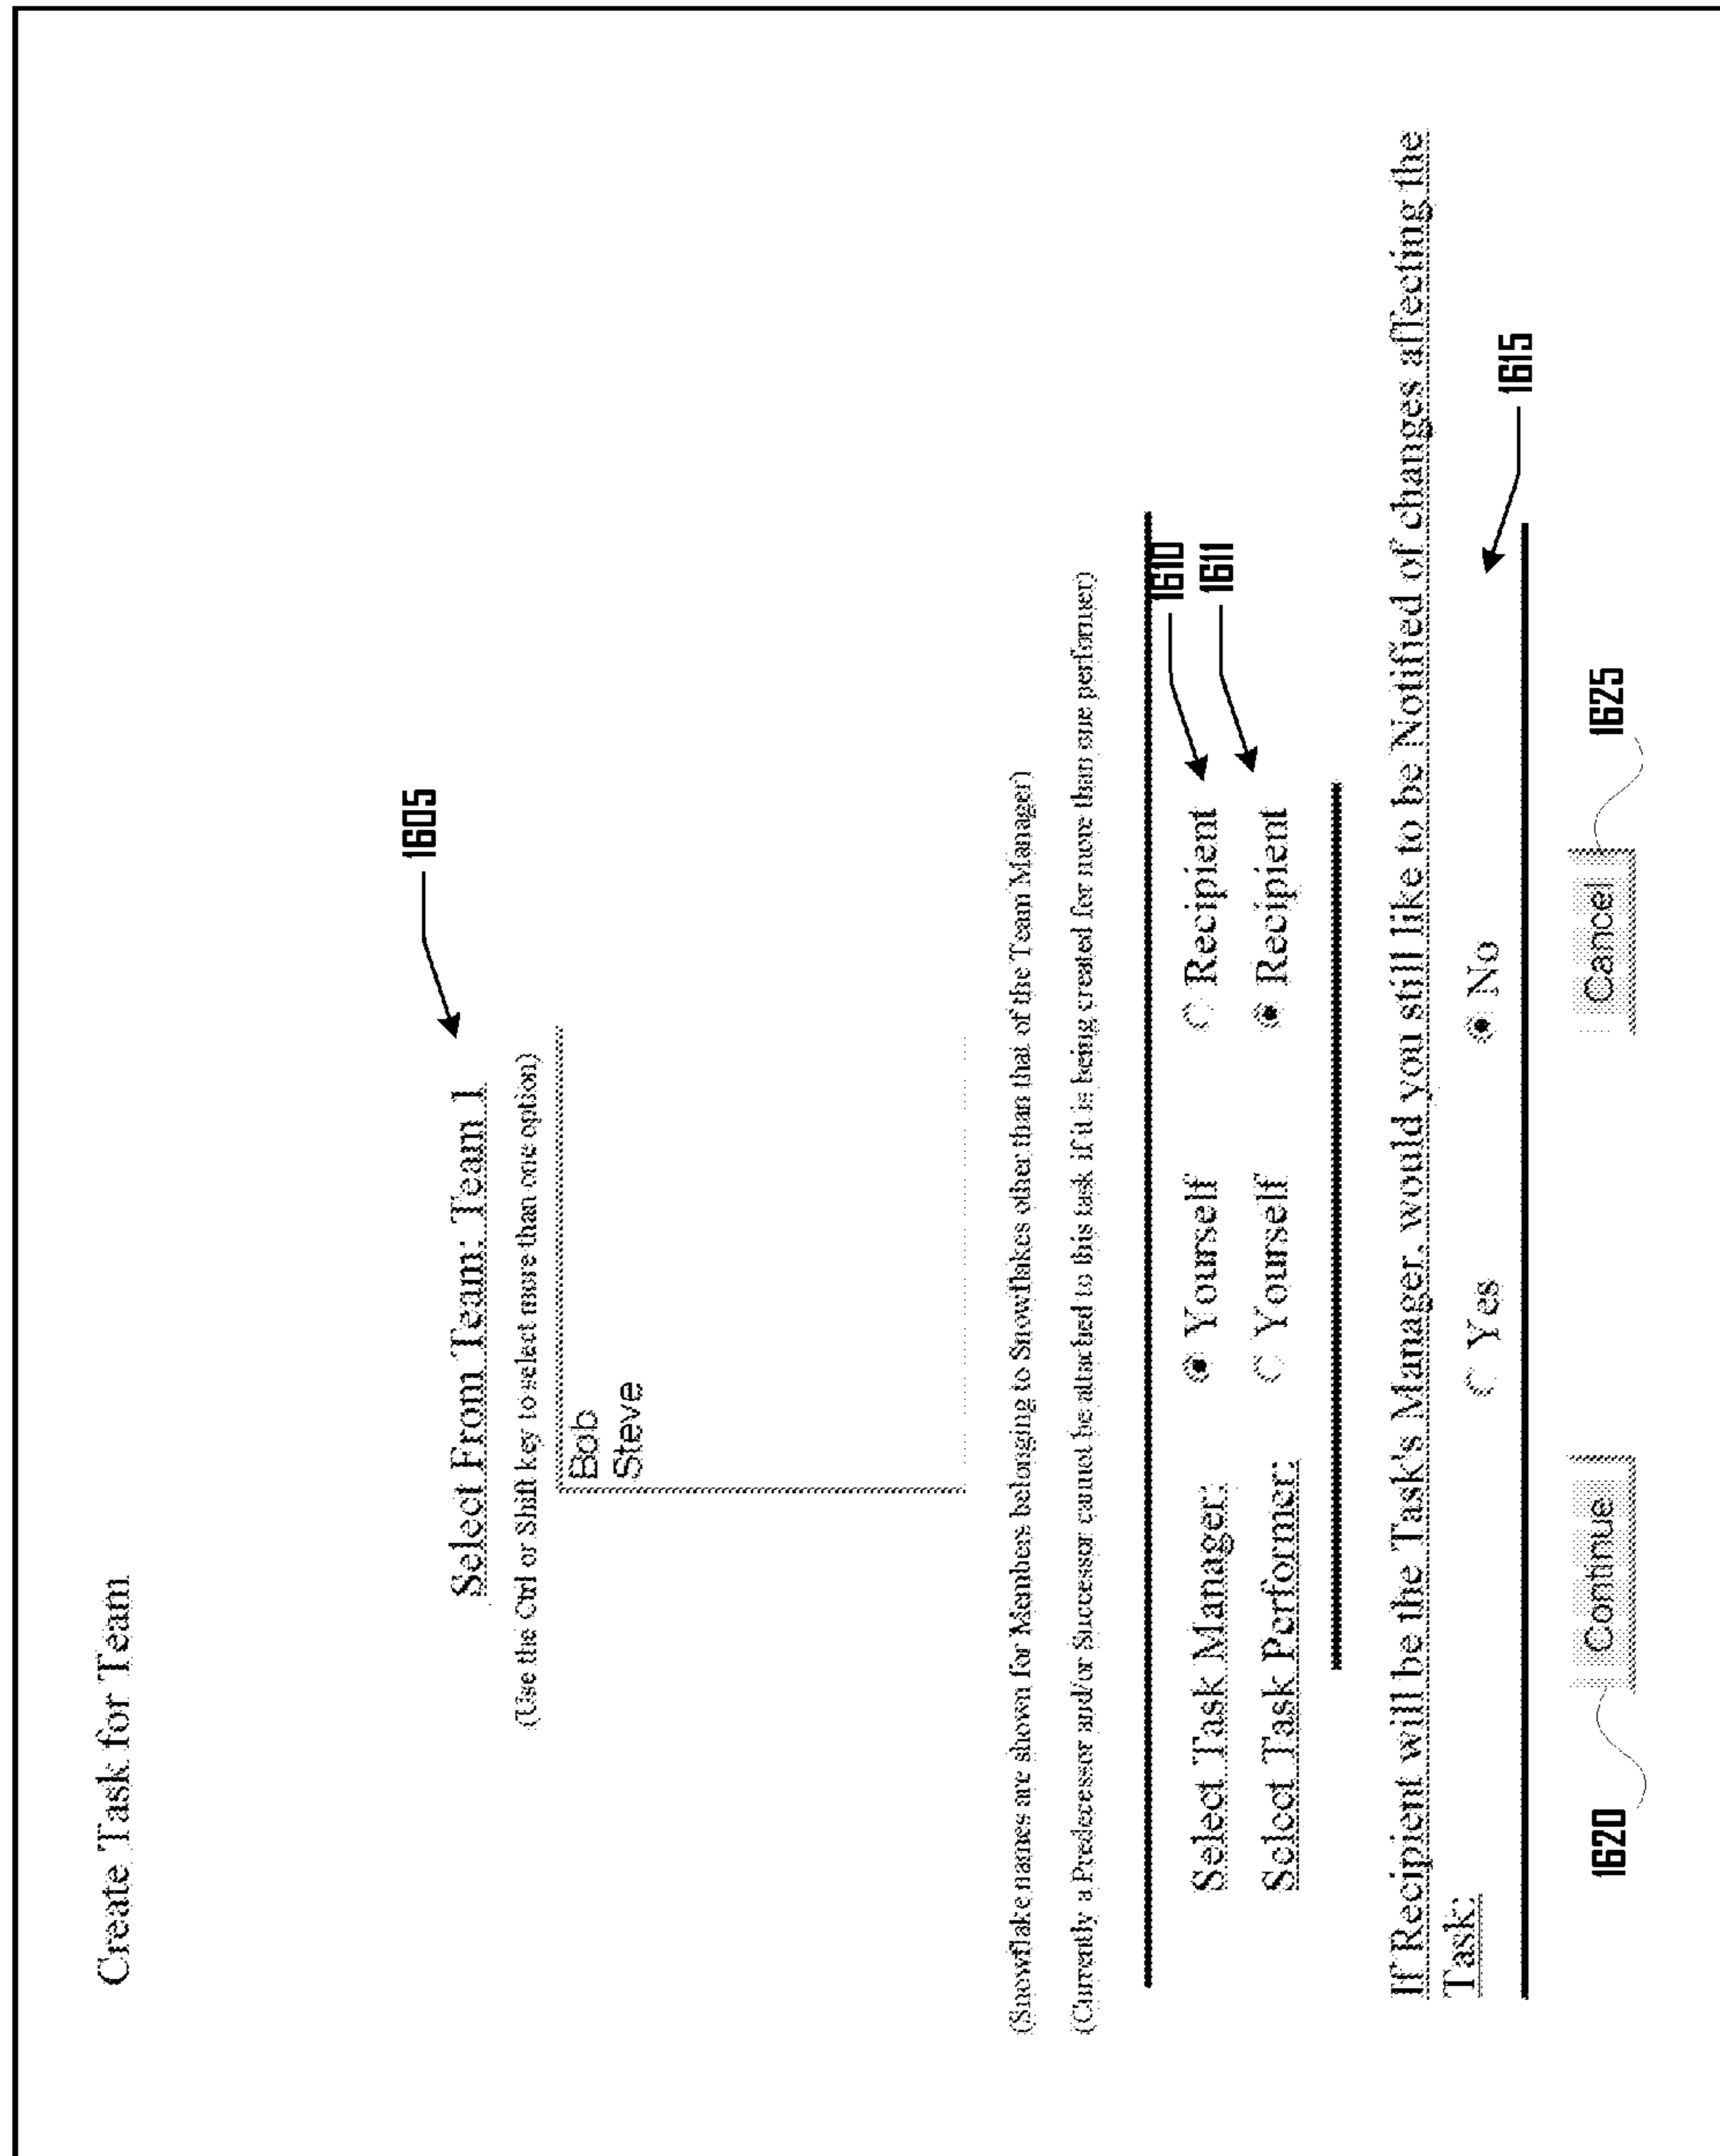 Create Task for Team
1605
Select From Team: Team 1
(Use the Ctrl or Shift key to select more than one option)
Bob
Steve
(Snowflake names are shown for Members belonging to Snowflakes other than that of the Team Manager)
(Currently a Predecessor and/or Successor cannot be attached to this task if it is being created for more than one performer)
1610
Select Task Manager: Yourself Recipient
1611
Select Task Performer: Yourself Recipient
If Recipient will be the Task's Manager, would you still like to be Notified of changes affecting the
Task:
Yes No
1615
Continue Cancel
1620 1625